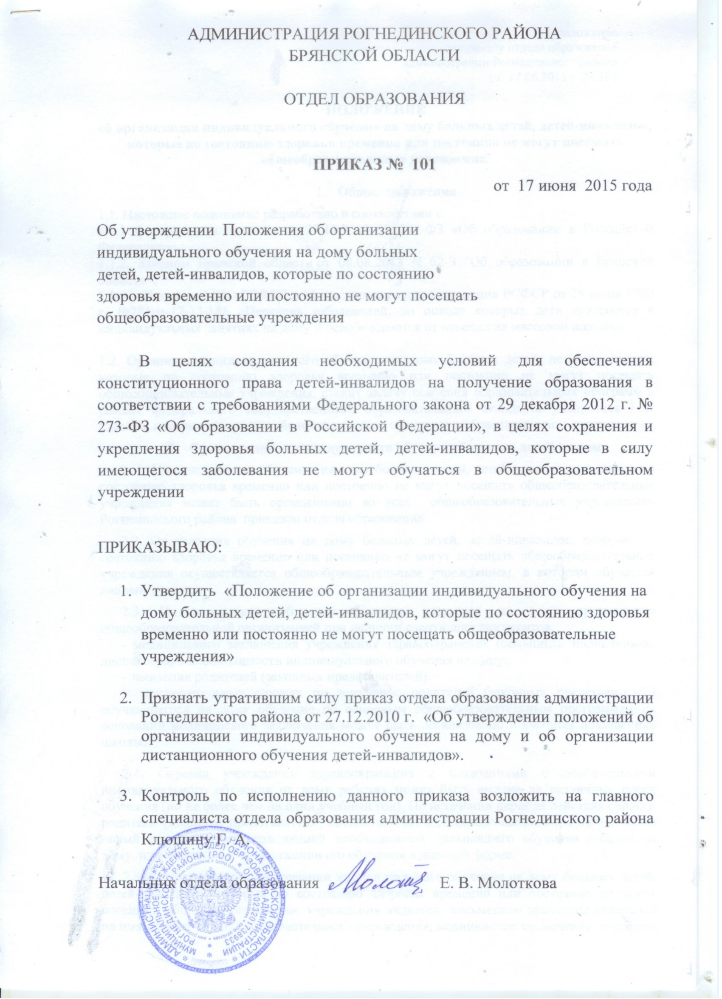 АДМИНИСТРАЦИЯ РОГНЕДИНСКОГО РАЙОНА
БРЯНСКОЙ ОБЛАСТИ
ОТДЕЛ ОБРАЗОВАНИЯ
ПРИКАЗ № 101
от 17 июня 2015 года
Об утверждении Положения об организации
индивидуального обучения на дому больных
детей, детей-инвалидов, которые по состоянию
здоровья временно или постоянно не могут посещать
общеобразовательные учреждения
В целях создания необходимых условий для обеспечения
конституционного права детей-инвалидов на получение образования в
соответствии с требованиями Федерального закона от 29 декабря 2012 г. №
273-ФЗ «Об образовании в Российской Федерации», в целях сохранения и
укрепления здоровья больных детей, детей-инвалидов, которые в силу
имеющегося заболевания не могут обучаться в общеобразовательном
учреждении
ПРИКАЗЫВАЮ:
1. Утвердить «Положение об организации индивидуального обучения на
дому больных детей, детей-инвалидов, которые по состоянию здоровья
временно или постоянно не могут посещать общеобразовательные
учреждения»
2. Признать утратившим силу приказ отдела образования администрации
Рогнединского района от 27.12.2010 г. «Об утверждении положений об
организации индивидуального обучения на дому и об организации
дистанционного обучения детей-инвалидов».
3. Контроль по исполнению данного приказа возложить на главного
специалиста отдела образования администрации Рогнединского района
Клюшину Г. А.
Начальник отдела образования Е. В. Молоткова